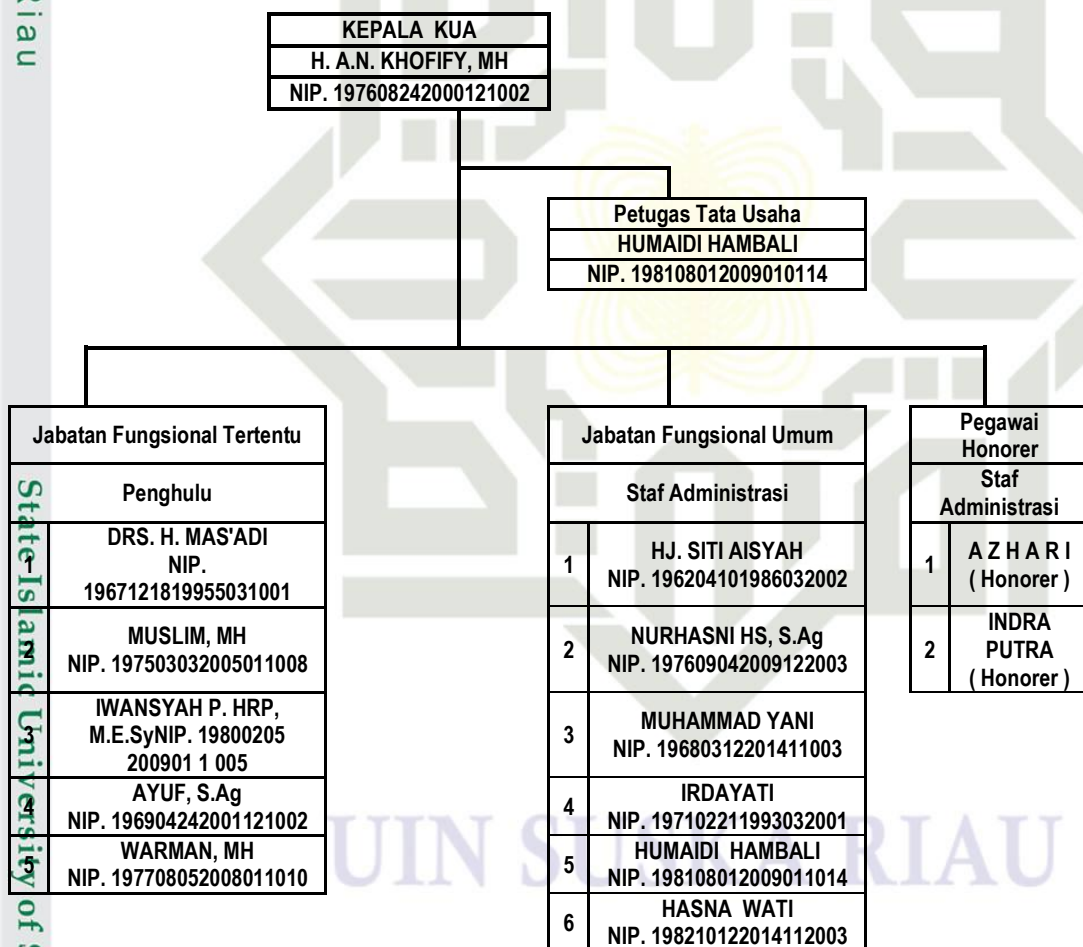 Riau
KEPALA KUA
H. A.N. KHOFIFY, MH
NIP. 197608242000121002
Petugas Tata Usaha
HUMAIDI HAMBALI
NIP. 198108012009010114
Jabatan Fungsional Tertentu
Penghulu
1
DRS. H. MAS'ADI
NIP.
1967121819955031001
2
MUSLIM, MH
NIP. 197503032005011008
3
IWANSYAH P. HRP,
M.E.SyNIP. 19800205
200901 1 005
4
AYUF, S.Ag
NIP. 196904242001121002
5
WARMAN, MH
NIP. 197708052008011010
Jabatan Fungsional Umum
Staf Administrasi
1
HJ. SITI AISYAH
NIP. 196204101986032002
2
NURHASNI HS, S.Ag
NIP. 197609042009122003
3
MUHAMMAD YANI
NIP. 19680312201411003
4
IRDAYATI
NIP. 197102211993032001
5
HUMAIDI HAMBALI
NIP. 198108012009011014
6
HASNA WATI
NIP. 198210122014112003
Pegawai
Honorer
Staf
Administrasi
1
A Z H A R I
( Honorer )
2
INDRA
PUTRA
( Honorer )
State Islamic University of
UIN SUSKA RIAU